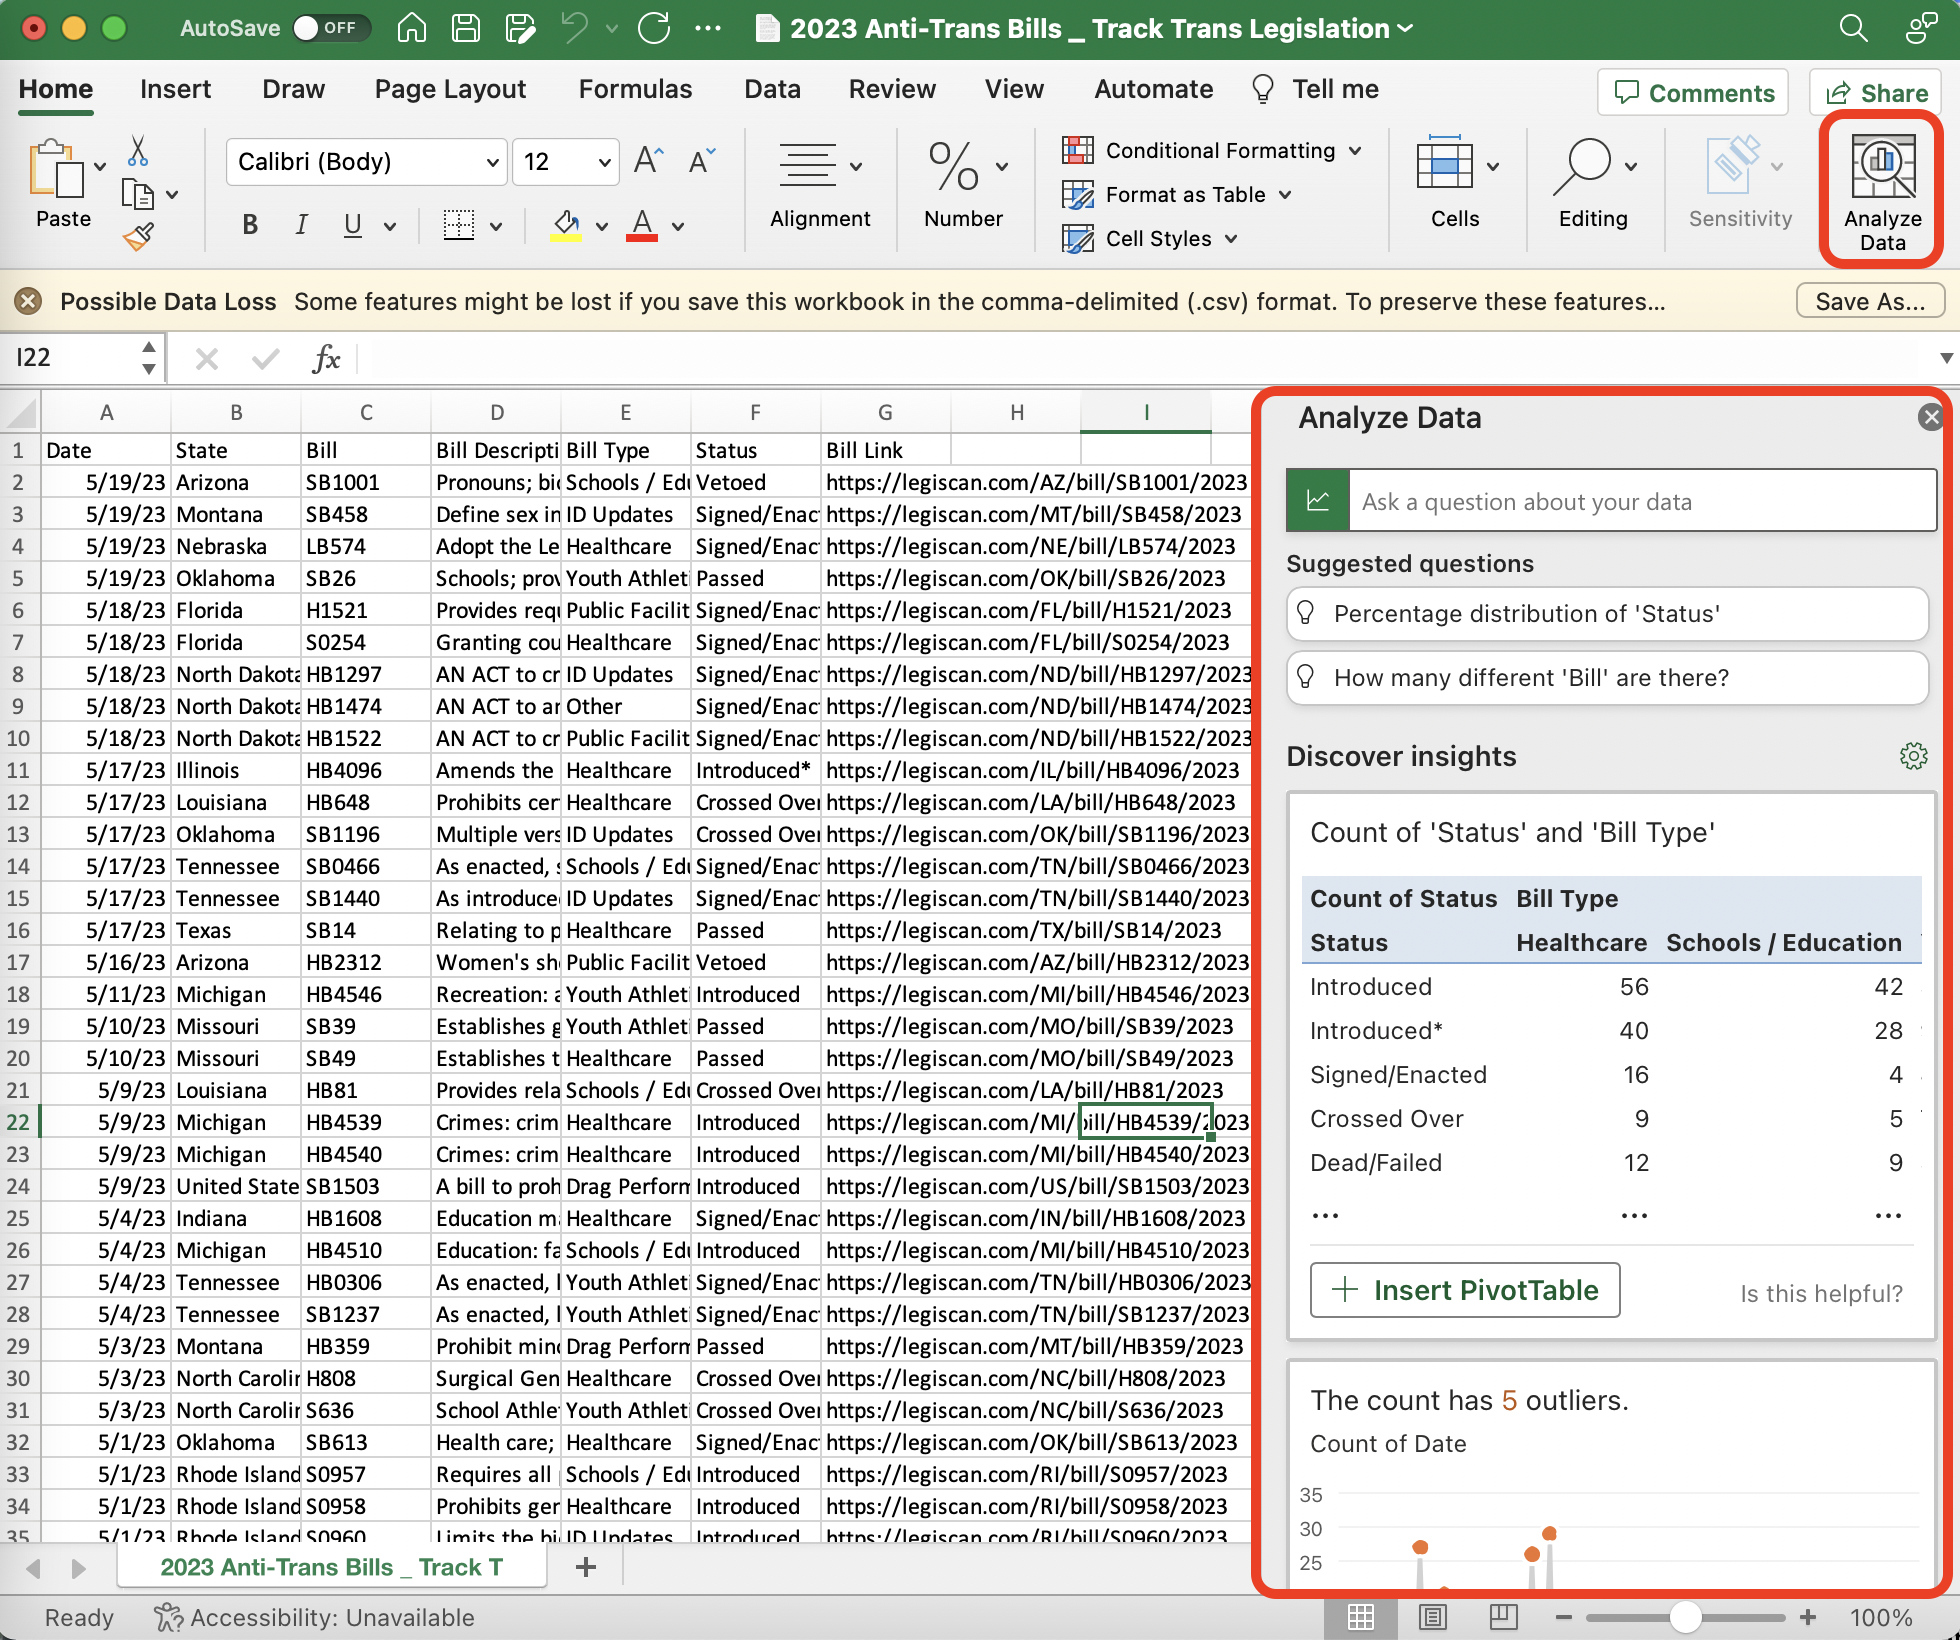 AutoSave OFF 2023 Anti-Trans Bills _ Track Trans Legislation
Home Insert Draw Page Layout Formulas Data Review View Automate Tell me Comments Share
Paste
Calibri (Body) 12 A A
B I U A
Alignment
%
Number
Conditional Formatting
Format as Table
Cell Styles
Cells
Editing
Sensitivity
Analyze
Data
Possible Data Loss Some features might be lost if you save this workbook in the comma-delimited (.csv) format. To preserve these features... Save As...
I22 fx
A B C D E F G H I
1 Date State Bill Bill Descripti Bill Type Status Bill Link
2 5/19/23 Arizona SB1001 Pronouns; bi Schools / Edu Vetoed https://legiscan.com/AZ/bill/SB1001/2023
3 5/19/23 Montana SB458 Define sex in ID Updates Signed/Enac https://legiscan.com/MT/bill/SB458/2023
4 5/19/23 Nebraska LB574 Adopt the Le Healthcare Signed/Enac https://legiscan.com/NE/bill/LB574/2023
5 5/19/23 Oklahoma SB26 Schools; prov Youth Athleti Passed https://legiscan.com/OK/bill/SB26/2023
6 5/18/23 Florida H1521 Provides requ Public Facilit Signed/Enac https://legiscan.com/FL/bill/H1521/2023
7 5/18/23 Florida S0254 Granting cou Healthcare Signed/Enac https://legiscan.com/FL/bill/S0254/2023
8 5/18/23 North Dakota HB1297 AN ACT to cr ID Updates Signed/Enac https://legiscan.com/ND/bill/HB1297/2023
9 5/18/23 North Dakota HB1474 AN ACT to ar Other Signed/Enac https://legiscan.com/ND/bill/HB1474/2023
10 5/18/23 North Dakota HB1522 AN ACT to cr Public Facilit Signed/Enac https://legiscan.com/ND/bill/HB1522/2023
11 5/17/23 Illinois HB4096 Amends the Healthcare Introduced* https://legiscan.com/IL/bill/HB4096/2023
12 5/17/23 Louisiana HB648 Prohibits cer Healthcare Crossed Over https://legiscan.com/LA/bill/HB648/2023
13 5/17/23 Oklahoma SB1196 Multiple vers ID Updates Crossed Over https://legiscan.com/OK/bill/SB1196/2023
14 5/17/23 Tennessee SB0466 As enacted, s Schools / Edu Signed/Enac https://legiscan.com/TN/bill/SB0466/2023
15 5/17/23 Tennessee SB1440 As introduce ID Updates Signed/Enac https://legiscan.com/TN/bill/SB1440/2023
16 5/17/23 Texas SB14 Relating to p Healthcare Passed https://legiscan.com/TX/bill/SB14/2023
17 5/16/23 Arizona HB2312 Women's sh Public Facilit Vetoed https://legiscan.com/AZ/bill/HB2312/2023
18 5/11/23 Michigan HB4546 Recreation: a Youth Athleti Introduced https://legiscan.com/MI/bill/HB4546/2023
19 5/10/23 Missouri SB39 Establishes g Youth Athleti Passed https://legiscan.com/MO/bill/SB39/2023
20 5/10/23 Missouri SB49 Establishes t Healthcare Passed https://legiscan.com/MO/bill/SB49/2023
21 5/9/23 Louisiana HB81 Provides rela Schools / Edu Crossed Over https://legiscan.com/LA/bill/HB81/2023
22 5/9/23 Michigan HB4539 Crimes: crim Healthcare Introduced https://legiscan.com/MI/bill/HB4539/2023
23 5/9/23 Michigan HB4540 Crimes: crim Healthcare Introduced https://legiscan.com/MI/bill/HB4540/2023
24 5/9/23 United State SB1503 A bill to proh Drag Perform Introduced https://legiscan.com/US/bill/SB1503/2023
25 5/4/23 Indiana HB1608 Education m Healthcare Signed/Enac https://legiscan.com/IN/bill/HB1608/2023
26 5/4/23 Michigan HB4510 Education: fa Schools / Edu Introduced https://legiscan.com/MI/bill/HB4510/2023
27 5/4/23 Tennessee HB0306 As enacted, l Youth Athleti Signed/Enac https://legiscan.com/TN/bill/HB0306/2023
28 5/4/23 Tennessee SB1237 As enacted, l Youth Athleti Signed/Enac https://legiscan.com/TN/bill/SB1237/2023
29 5/3/23 Montana HB359 Prohibit mino Drag Perform Passed https://legiscan.com/MT/bill/HB359/2023
30 5/3/23 North Carolin H808 Surgical Gen Healthcare Crossed Over https://legiscan.com/NC/bill/H808/2023
31 5/3/23 North Carolin S636 School Athle Youth Athleti Crossed Over https://legiscan.com/NC/bill/S636/2023
32 5/1/23 Oklahoma SB613 Health care; Healthcare Signed/Enac https://legiscan.com/OK/bill/SB613/2023
33 5/1/23 Rhode Island S0957 Requires all Schools / Edu Introduced https://legiscan.com/RI/bill/S0957/2023
34 5/1/23 Rhode Island S0958 Prohibits ger Healthcare Introduced https://legiscan.com/RI/bill/S0958/2023
35 5/1/23 Rhode Island S0960 Limits the bi ID Updates Introduced https://legiscan.com/RI/bill/S0960/2023
Analyze Data
Ask a question about your data
Suggested questions
Percentage distribution of 'Status'
How many different 'Bill' are there?
Discover insights
Count of 'Status' and 'Bill Type'
Count of Status Bill Type
Status Healthcare Schools / Education
Introduced 56 42
Introduced* 40 28
Signed/Enacted 16 4
Crossed Over 9 5
Dead/Failed 12 9
... ... ...
Insert PivotTable Is this helpful?
The count has 5 outliers.
Count of Date
35
30
25
2023 Anti-Trans Bills _ Track T +
Ready Accessibility: Unavailable − + 100%